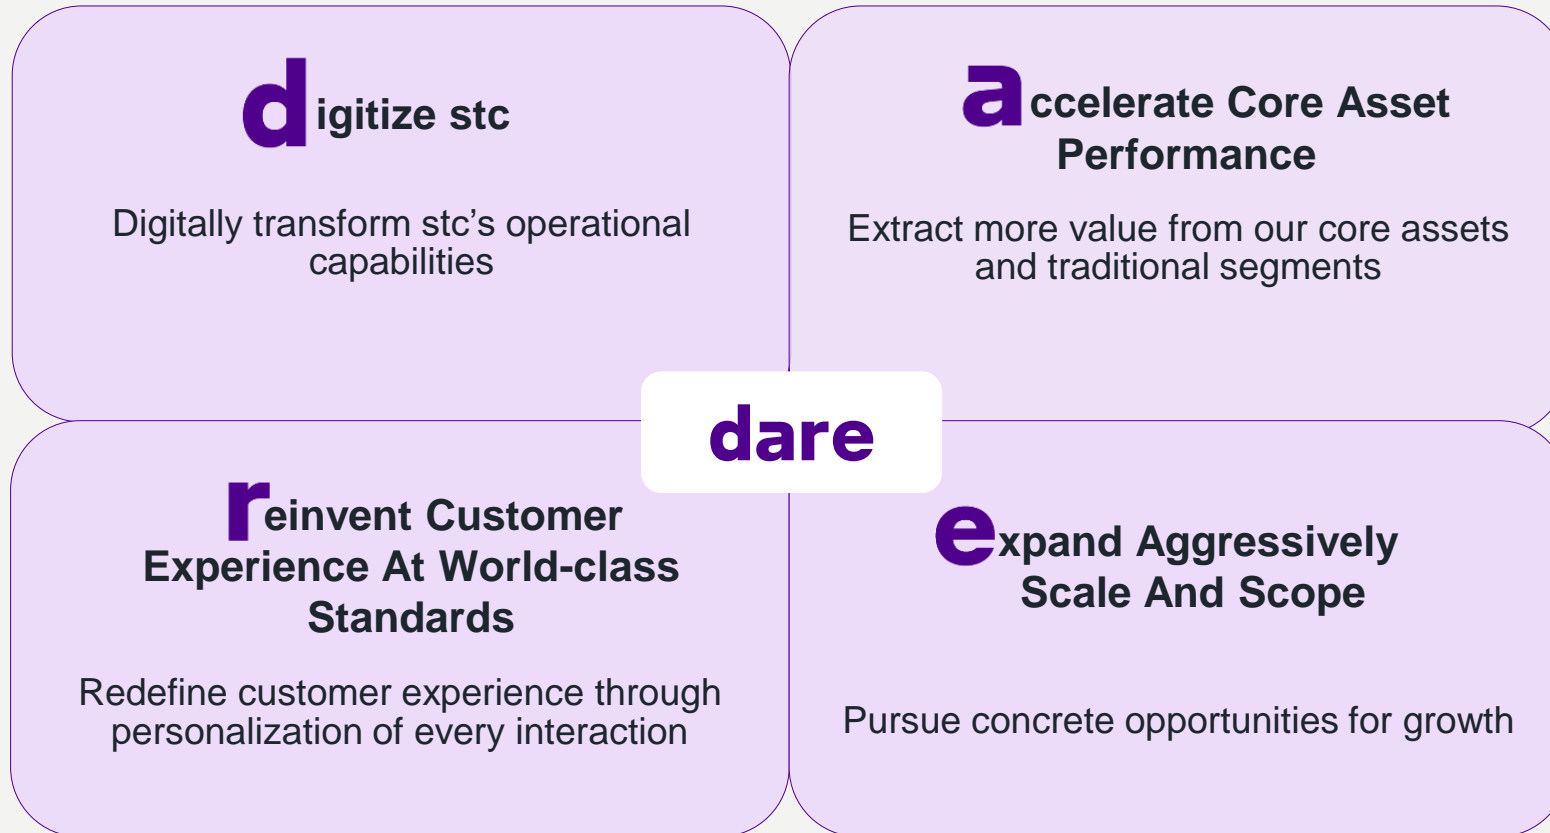 digitize stc
Digitally transform stc’s operational
capabilities
accelerate Core Asset
Performance
Extract more value from our core assets
and traditional segments
dare
reinvent Customer
Experience At World-class
Standards
Redefine customer experience through
personalization of every interaction
expand Aggressively
Scale And Scope
Pursue concrete opportunities for growth